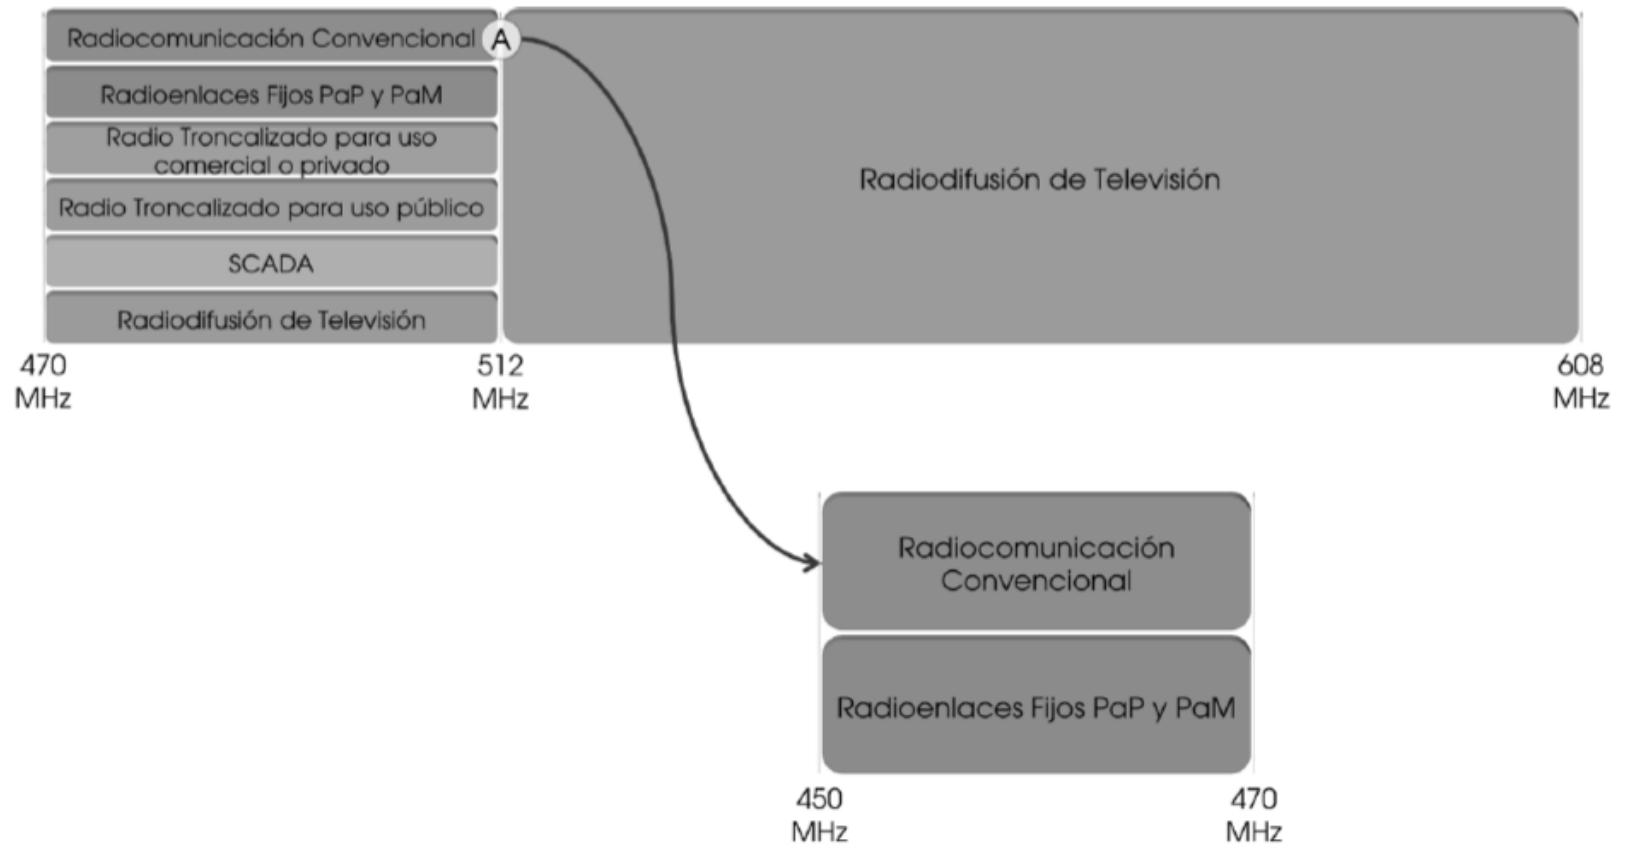 Radiocomunicación Convencional
A
Radioenlaces Fijos PaP y PaM
Radio Troncalizado para uso
comercial o privado
Radio Troncalizado para uso público
SCADA
Radiodifusión de Televisión
Radiodifusión de Televisión
470
MHz
512
MHz
608
MHz
Radiocomunicación
Convencional
Radioenlaces Fijos PaP y PaM
450
MHz
470
MHz